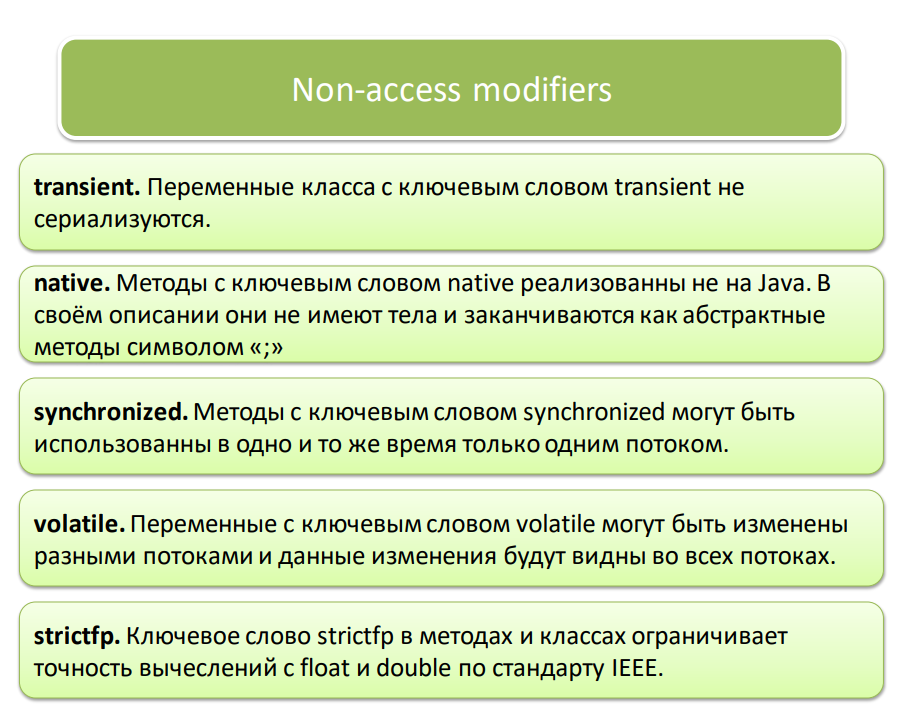 Non-access modifiers
transient. Переменные класса с ключевым словом transient не
сериализуются.
native. Методы с ключевым словом native реализованны не на Java. В
своём описании они не имеют тела и заканчиваются как абстрактные
методы символом «;»
synchronized. Методы с ключевым словом synchronized могут быть
использованны в одно и то же время только одним потоком.
volatile. Переменные с ключевым словом volatile могут быть изменены
разными потоками и данные изменения будут видны во всех потоках.
strictfp. Ключевое слово strictfp в методах и классах ограничивает
точность вычеслений с float и double по стандарту IEEE.